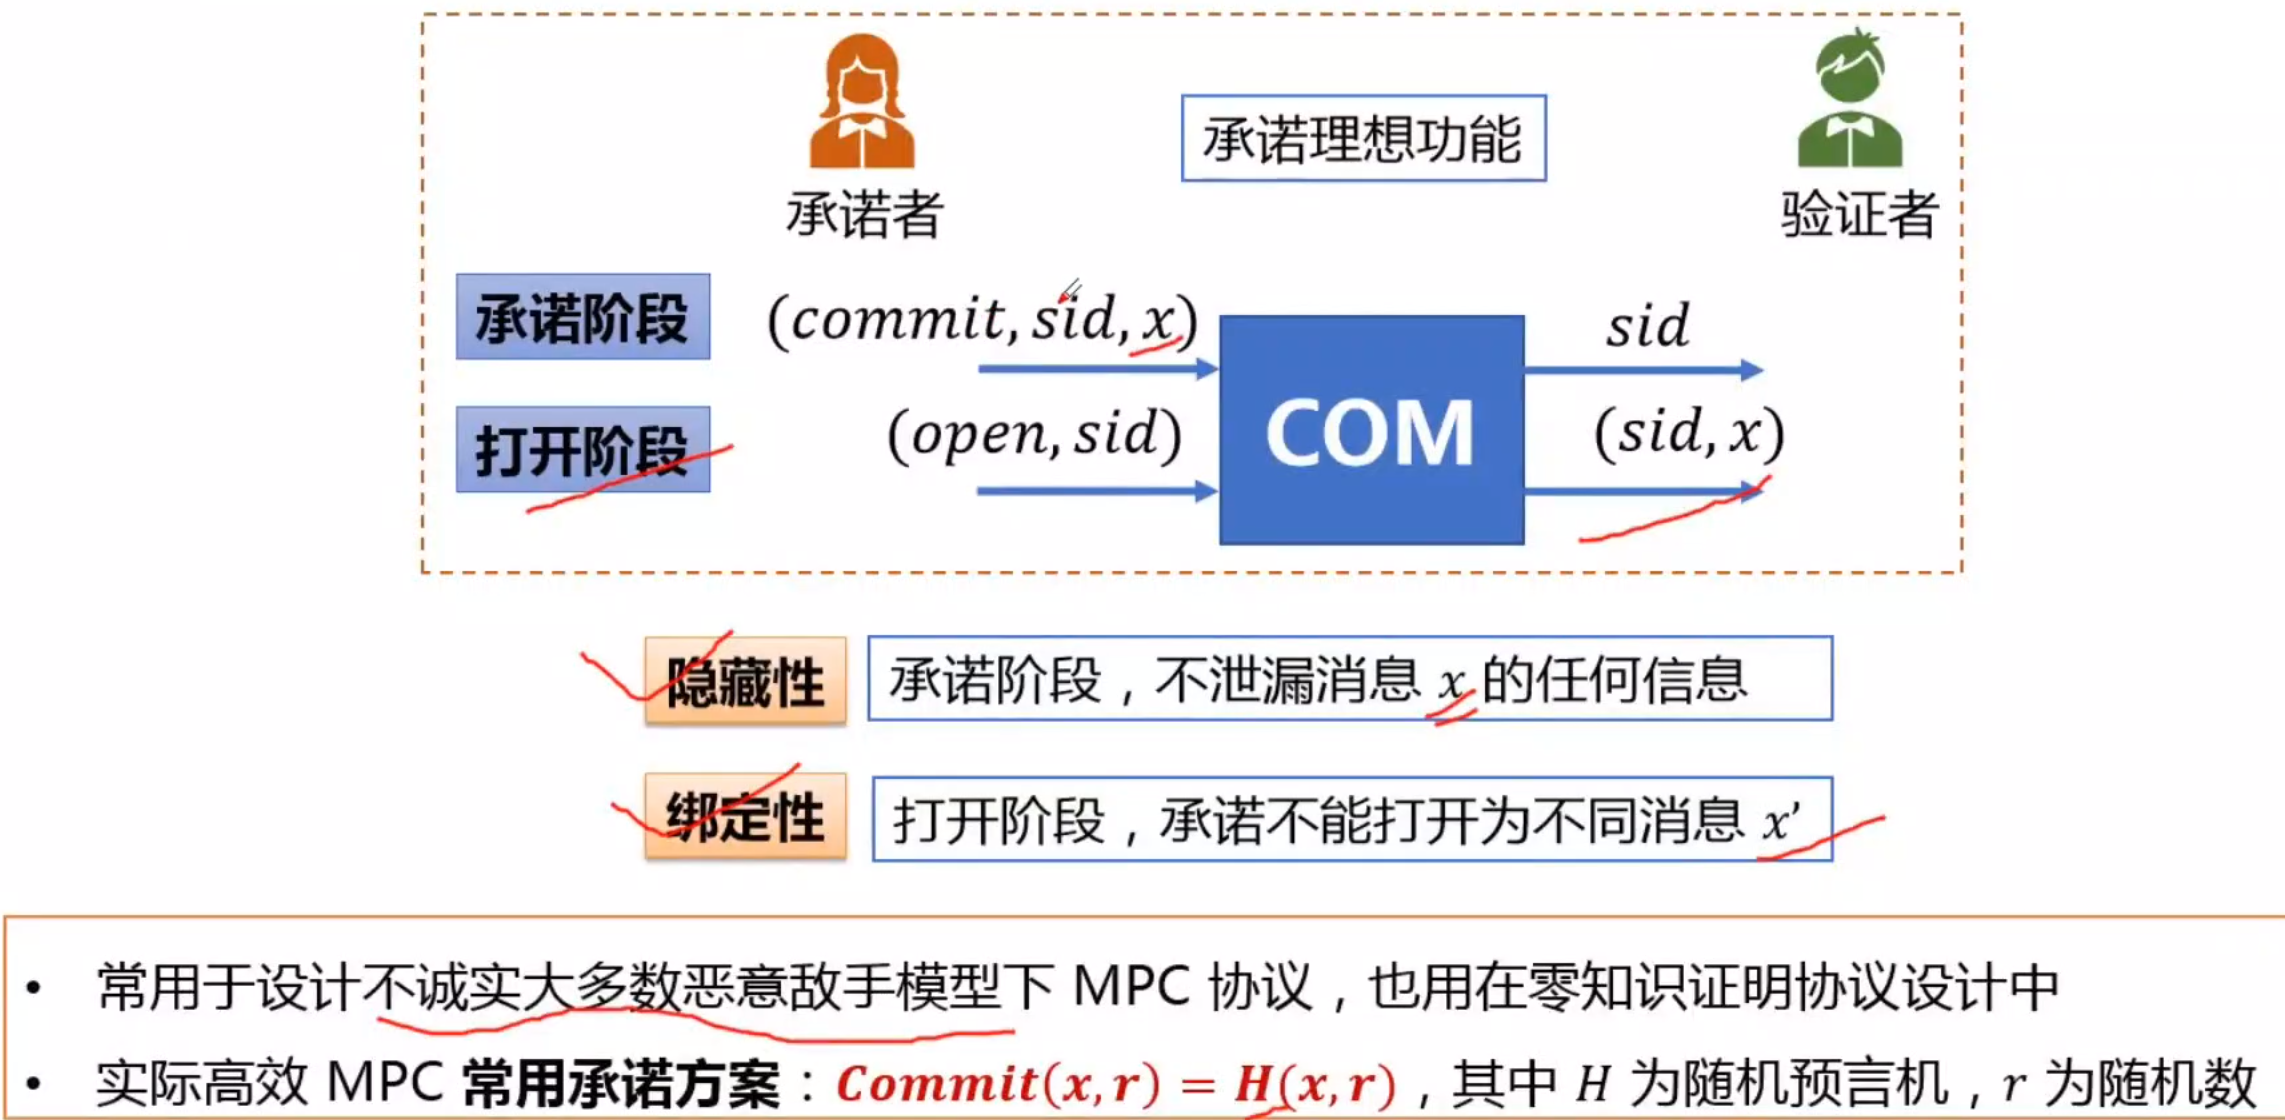 承诺理想功能
承诺者
验证者
承诺阶段
(commit, sid, x)
sid
打开阶段
(open, sid)
COM
(sid, x)
隐藏性
承诺阶段，不泄漏消息 x 的任何信息
绑定性
打开阶段，承诺不能打开为不同消息 x’
• 常用于设计不诚实大多数恶意敌手模型下 MPC 协议，也用在零知识证明协议设计中
• 实际高效 MPC 常用承诺方案：Commit(x, r) = H(x, r)，其中 H 为随机预言机，r 为随机数